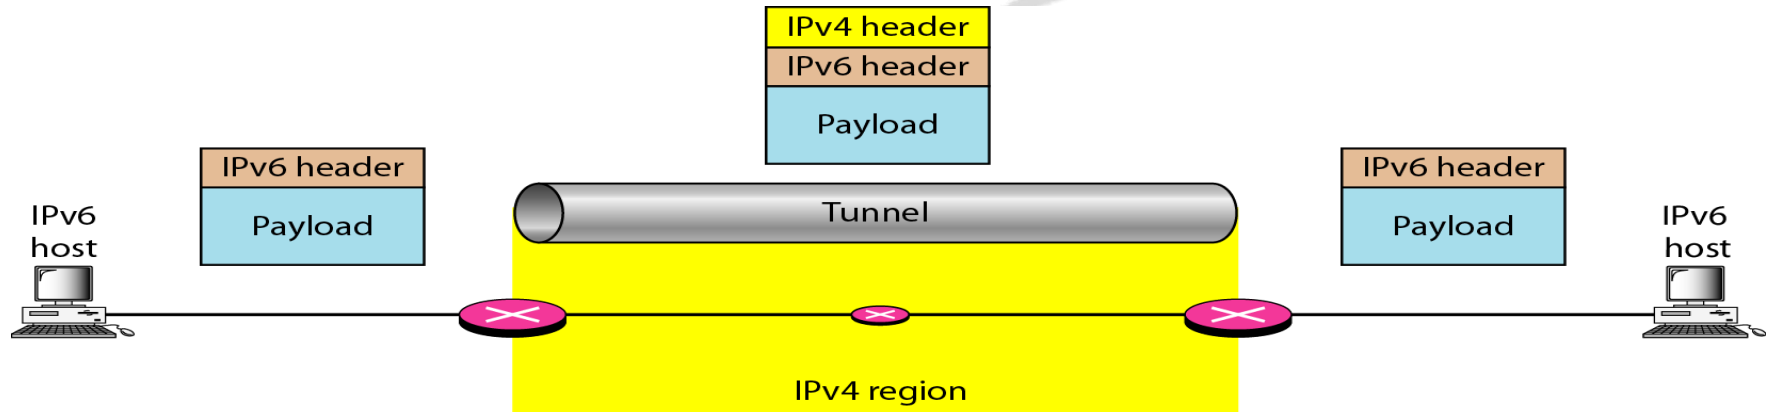 IPv4 header
IPv6 header
Payload
IPv6 header
Payload
IPv6 header
Payload
IPv6
host
Tunnel
IPv6
host
IPv4 region